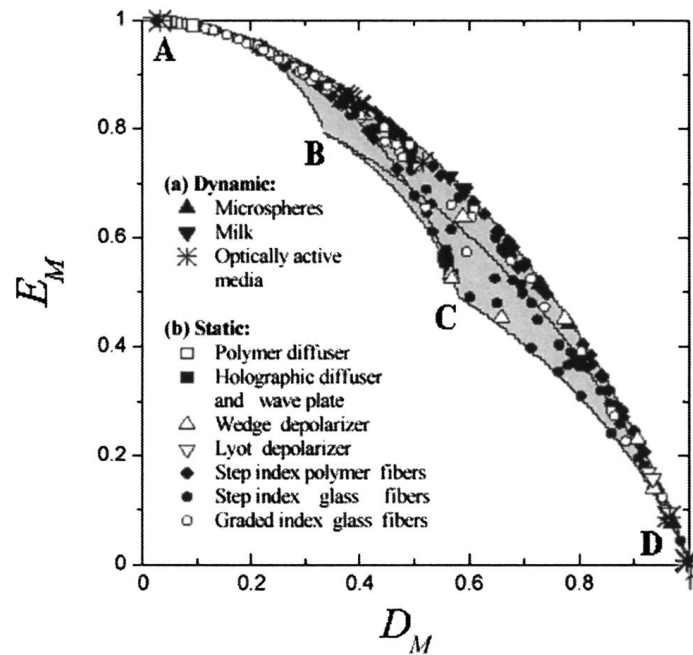 1
A
0.8
B
(a) Dynamic:
Microspheres
Milk
Optically active
media
0.6
E_M
C
0.4
(b) Static:
Polymer diffuser
Holographic diffuser
and wave plate
Wedge depolarizer
Lyot depolarizer
Step index polymer fibers
Step index glass fibers
Graded index glass fibers
0.2
D
0
0 0.2 0.4 0.6 0.8 1
D_M